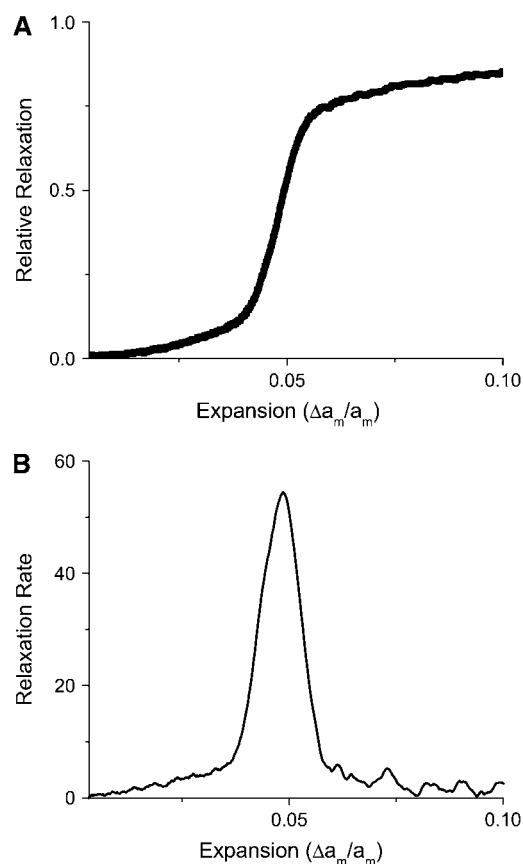 A
1.0
Relative Relaxation
0.5
0.0
0.05
0.10
Expansion (Δaₘ/aₘ)
B
60
Relaxation Rate
40
20
0
0.05
0.10
Expansion (Δaₘ/aₘ)